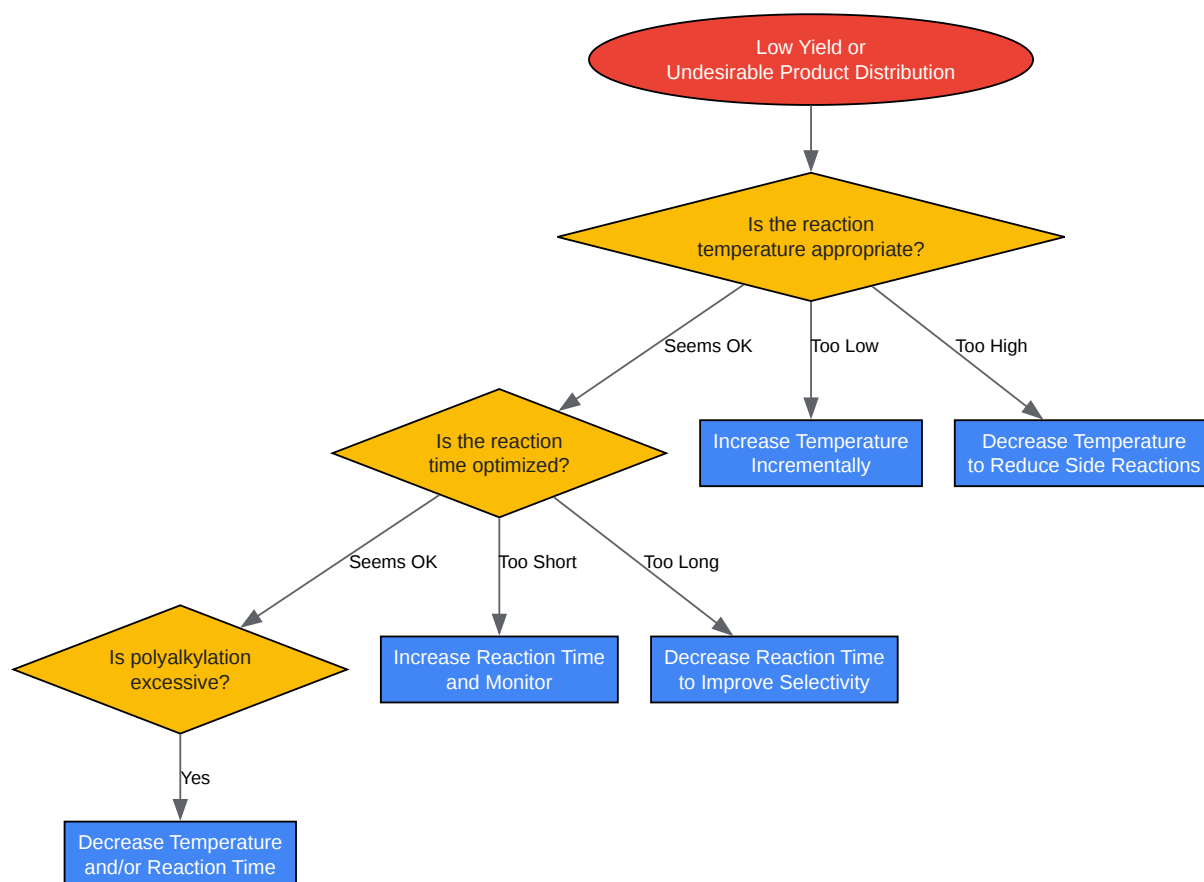 Low Yield or
Undesirable Product Distribution
Is the reaction
temperature appropriate?
Seems OK
Too Low
Too High
Is the reaction
time optimized?
Increase Temperature
Incrementally
Decrease Temperature
to Reduce Side Reactions
Seems OK
Too Short
Too Long
Is polyalkylation
excessive?
Increase Reaction Time
and Monitor
Decrease Reaction Time
to Improve Selectivity
Yes
Decrease Temperature
and/or Reaction Time